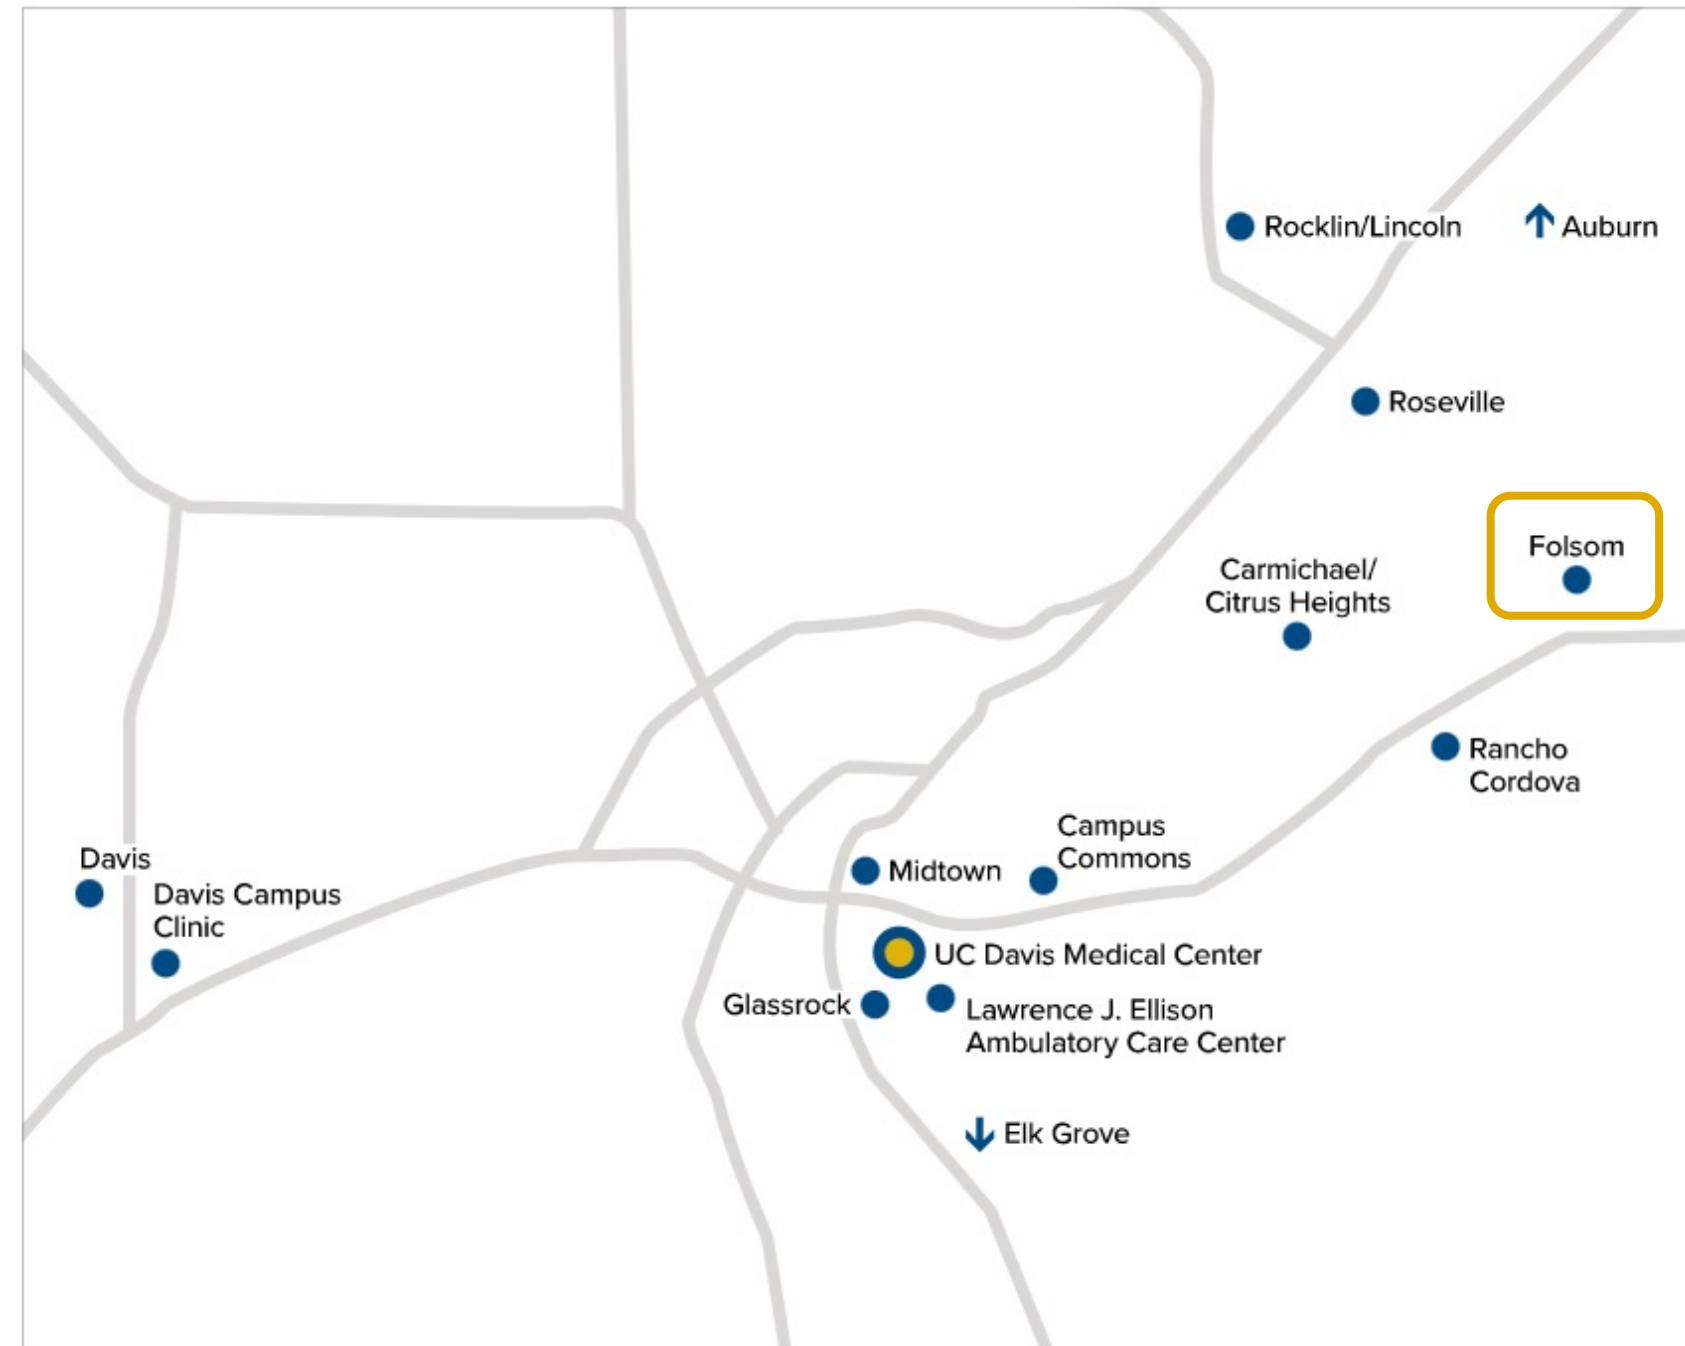 Rocklin/Lincoln
Auburn
Roseville
Folsom
Carmichael/
Citrus Heights
Rancho
Cordova
Campus
Commons
Midtown
Davis
Davis Campus
Clinic
UC Davis Medical Center
Glassrock
Lawrence J. Ellison
Ambulatory Care Center
Elk Grove